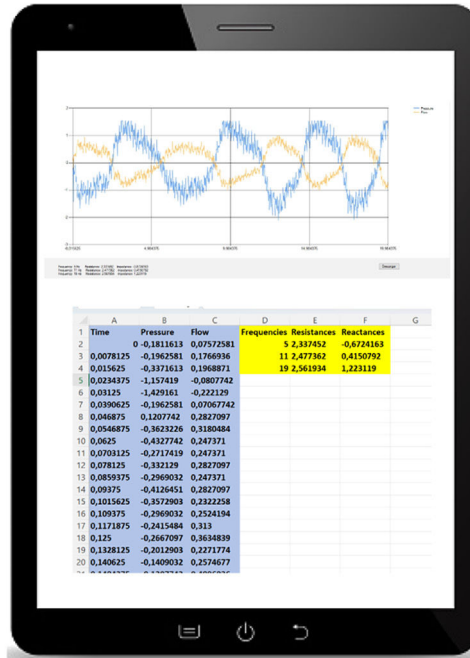 Pressure
Flow
A B C D E F G
1 Time Pressure Flow Frequencies Resistances Reactances
2 0 -0,1811613 0,07572581 5 2,337452 -0,6724163
3 0,0078125 -0,1962581 0,1766936 11 2,477362 0,4150792
4 0,015625 -0,3371613 0,1968871 19 2,561934 1,223119
5 0,0234375 -1,157419 -0,0807742
6 0,03125 -1,429161 -0,222129
7 0,0390625 -0,1962581 0,07067742
8 0,046875 0,1207742 0,2827097
9 0,0546875 -0,3623226 0,3180484
10 0,0625 -0,4327742 0,247371
11 0,0703125 -0,2717419 0,247371
12 0,078125 -0,332129 0,2827097
13 0,0859375 -0,2969032 0,247371
14 0,09375 -0,4126451 0,2827097
15 0,1015625 -0,3572903 0,2322258
16 0,109375 -0,2969032 0,2524194
17 0,1171875 -0,2415484 0,313
18 0,125 -0,2667097 0,3634839
19 0,1328125 -0,2012903 0,2271774
20 0,140625 -0,1409032 0,2574677